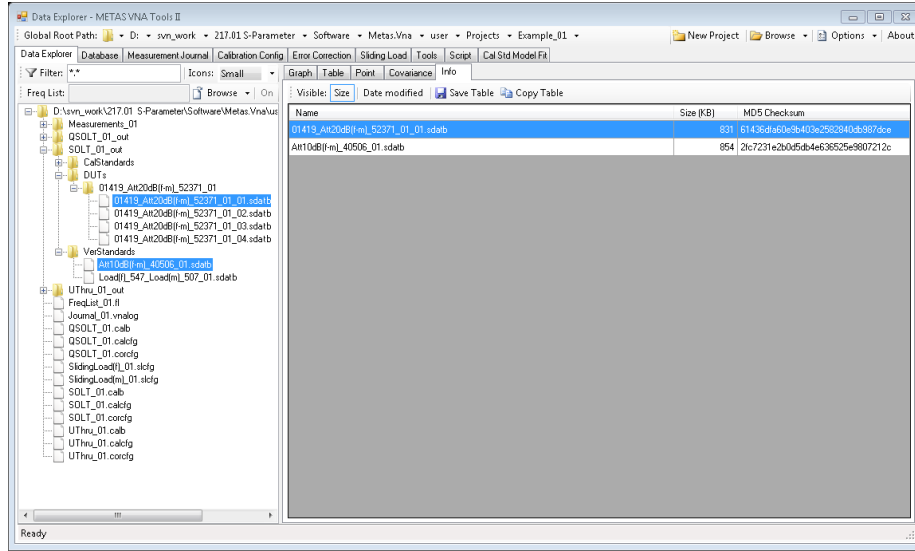 Data Explorer - METAS VNA Tools II
Global Root Path: D: svn_work 217.01 S-Parameter Software Metas.Vna user Projects Example_01 New Project Browse Options About
Data Explorer Database Measurement Journal Calibration Config Error Correction Sliding Load Tools Script Cal Std Model Fit
Filter: *.* Icons: Small Graph Table Point Covariance Info
Freq List: Browse On Visible: Size Date modified Save Table Copy Table
D:\svn_work\217.01 S-Parameter\Software\Metas.Vna\us
Measurements_01
QSOLT_01_out
SOLT_01_out
CalStandards
DUTs
01419_Att20dB(f-m)_52371_01
01419_Att20dB(f-m)_52371_01_01.sdatb
01419_Att20dB(f-m)_52371_01_02.sdatb
01419_Att20dB(f-m)_52371_01_03.sdatb
01419_Att20dB(f-m)_52371_01_04.sdatb
VerStandards
Att10dB(f-m)_40506_01.sdatb
Load(f)_547_Load(m)_507_01.sdatb
UThru_01_out
FreqList_01.fl
Journal_01.vnalog
QSOLT_01.calb
QSOLT_01.calcfg
QSOLT_01.corcfg
SlidingLoad(f)_01.slcfg
SlidingLoad(m)_01.slcfg
SOLT_01.calb
SOLT_01.calcfg
SOLT_01.corcfg
UThru_01.calb
UThru_01.calcfg
UThru_01.corcfg
Name Size (KB) MD5 Checksum
01419_Att20dB(f-m)_52371_01_01.sdatb 831 61436dfa60e9b403e2582840db987dce
Att10dB(f-m)_40506_01.sdatb 854 2fc7231e2b0d5db4e636525e9807212c
Ready